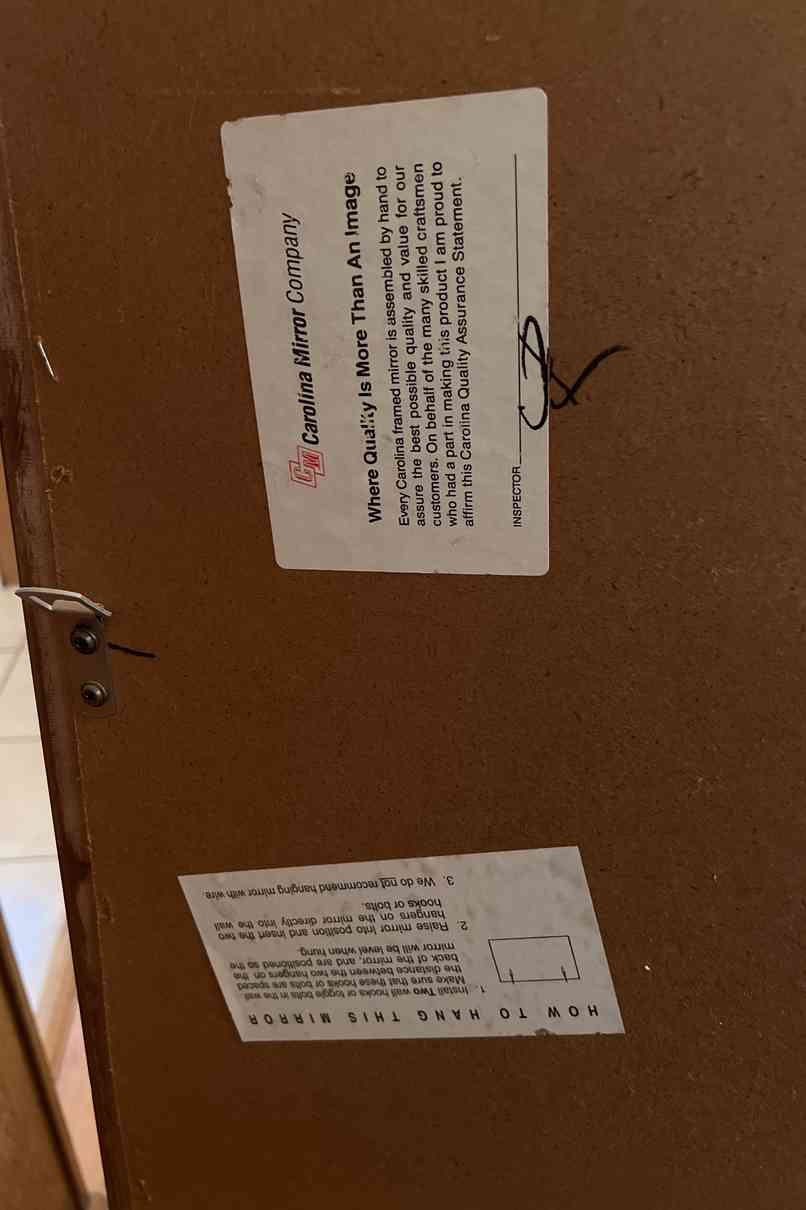 CM Carolina Mirror Company
Where Quality Is More Than An Image
Every Carolina framed mirror is assembled by hand to
assure the best possible quality and value for our
customers. On behalf of the many skilled craftsmen
who had a part in making this product I am proud to
affirm this Carolina Quality Assurance Statement.
INSPECTOR
HOW TO HANG THIS MIRROR
1. Install Two wall hooks or toggle bolts in the wall
Make sure that these hooks or bolts are spaced
the distance between the two hangers on the
back of the mirror, and are positioned so the
mirror will be level when hung.
2. Raise mirror into position and insert the two
hangers on the mirror directly into the wall
hooks or bolts.
3. We do not recommend hanging mirror with wire.